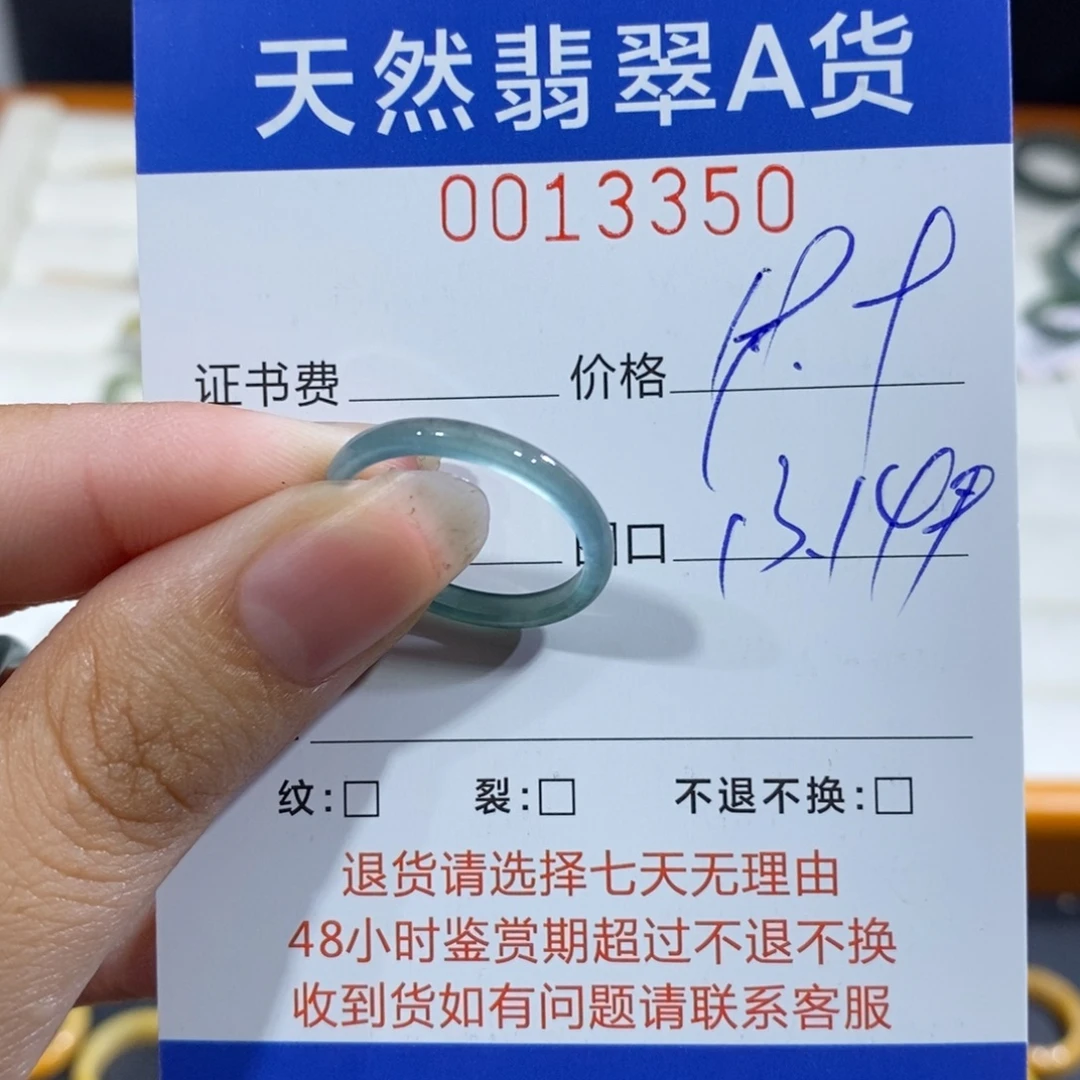 天然翡翠A货
0013350
证书费 价格
口
纹:□ 裂:□ 不退不换:□
退货请选择七天无理由
48小时鉴赏期超过不退不换
收到货如有问题请联系客服